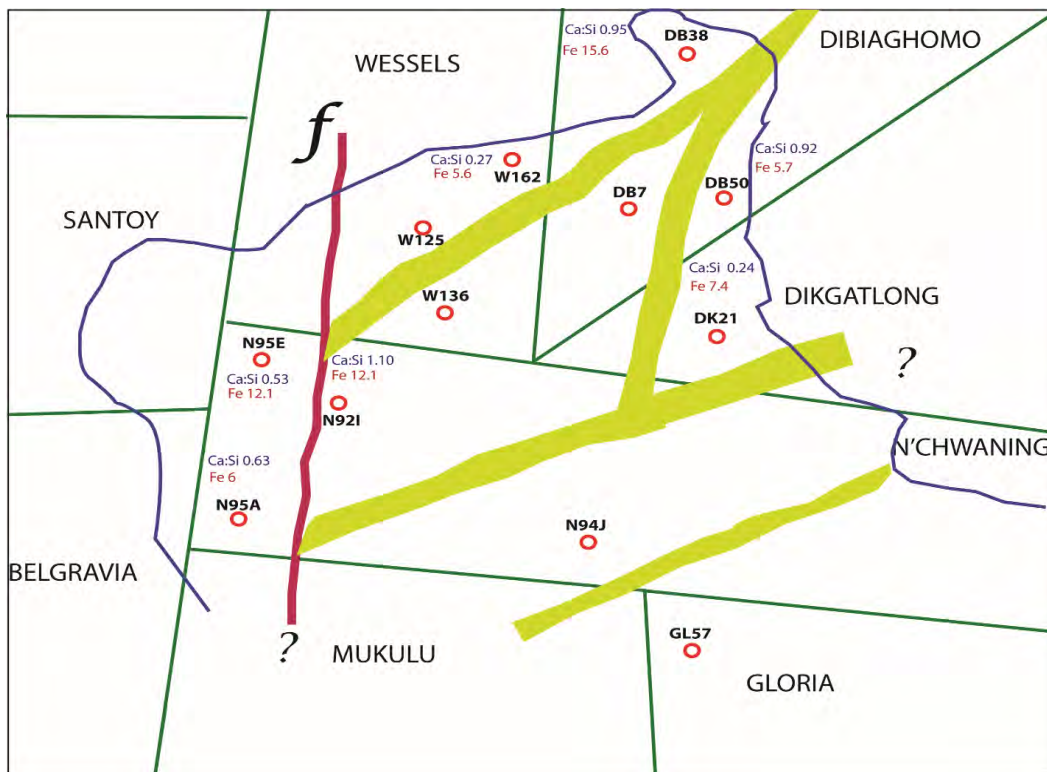 Ca:Si 0.95
Fe 15.6
DB38
DIBIAGHOMO
WESSELS
f
Ca:Si 0.27
Fe 5.6
W162
Ca:Si 0.92
Fe 5.7
DB7
DB50
SANTOY
W125
Ca:Si 0.24
Fe 7.4
DIKGATLONG
W136
DK21
N95E
Ca:Si 0.53
Fe 12.1
Ca:Si 1.10
Fe 12.1
?
N92I
N'CHWANING
Ca:Si 0.63
Fe 6
N95A
N94J
BELGRAVIA
?
MUKULU
GL57
GLORIA